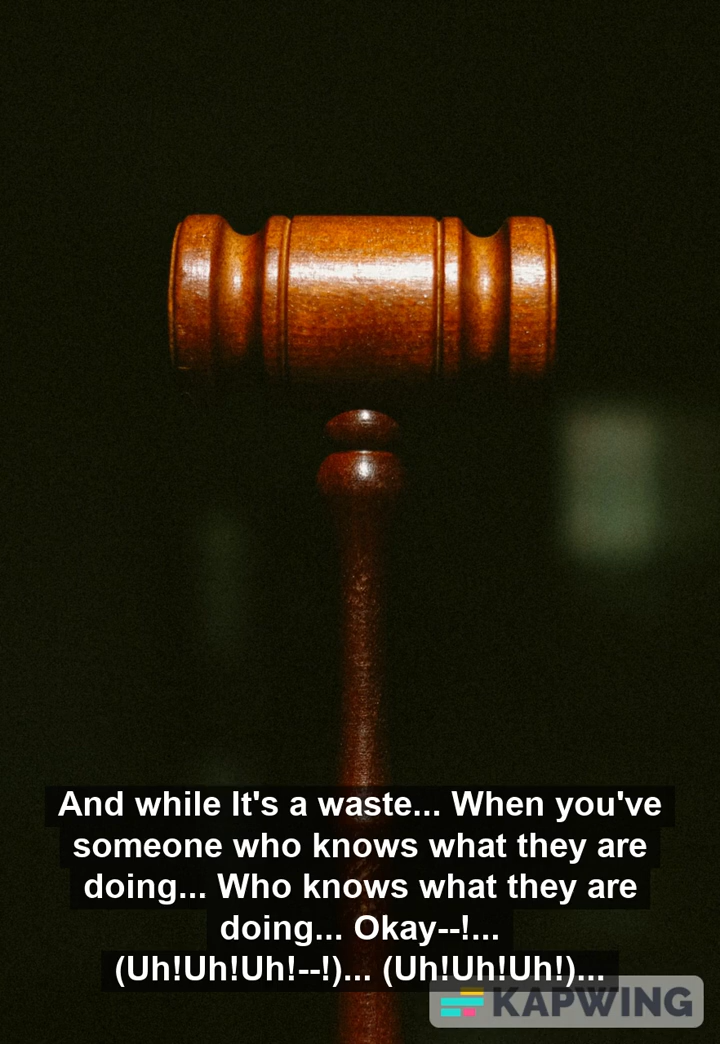 And while It's a waste... When you've
someone who knows what they are
doing... Who knows what they are
doing... Okay--!...
(Uh!Uh!Uh!--!)... (Uh!Uh!Uh!)...
KAPWING